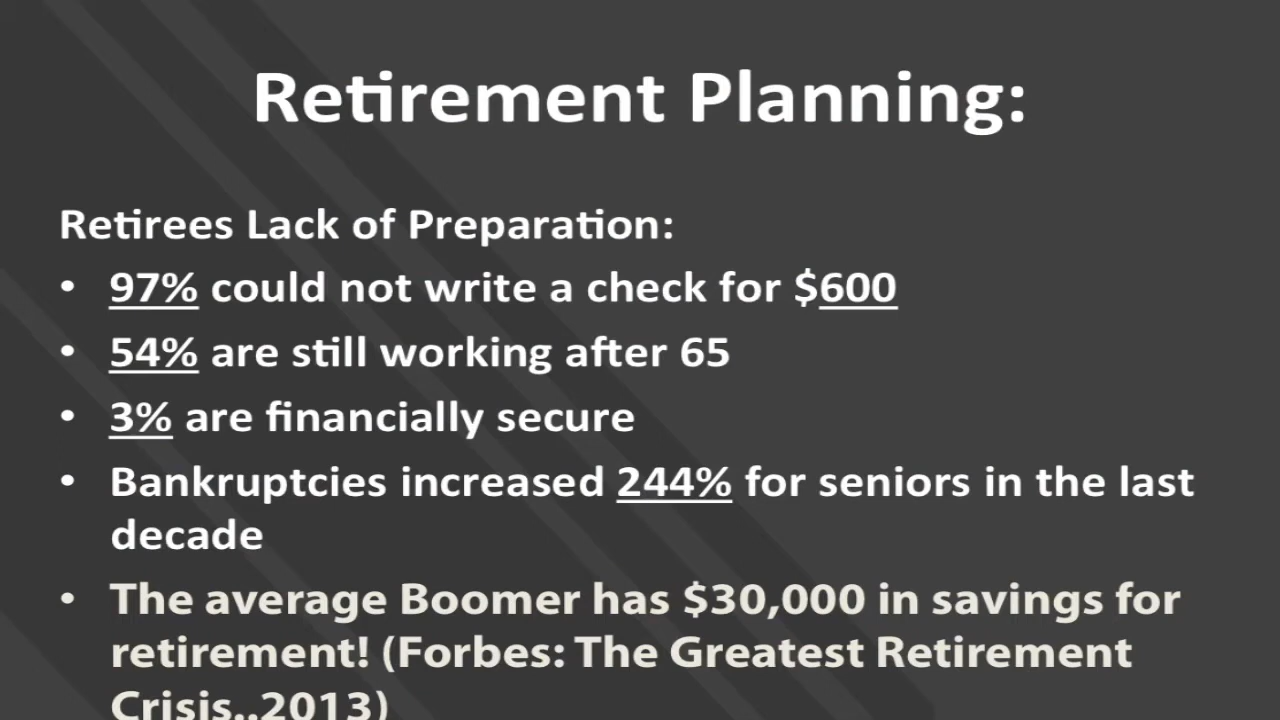 Retirement Planning:
Retirees Lack of Preparation:
• 97% could not write a check for $600
• 54% are still working after 65
• 3% are financially secure
• Bankruptcies increased 244% for seniors in the last
decade
• The average Boomer has $30,000 in savings for
retirement! (Forbes: The Greatest Retirement
Crisis..2013)